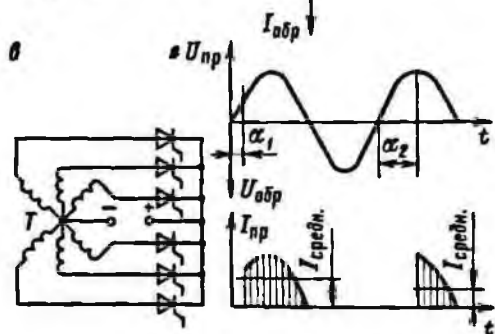 I обр
в
г U пр
t
α₁
α₂
U обр
Т
− +
I пр
I средн.
I средн.
t